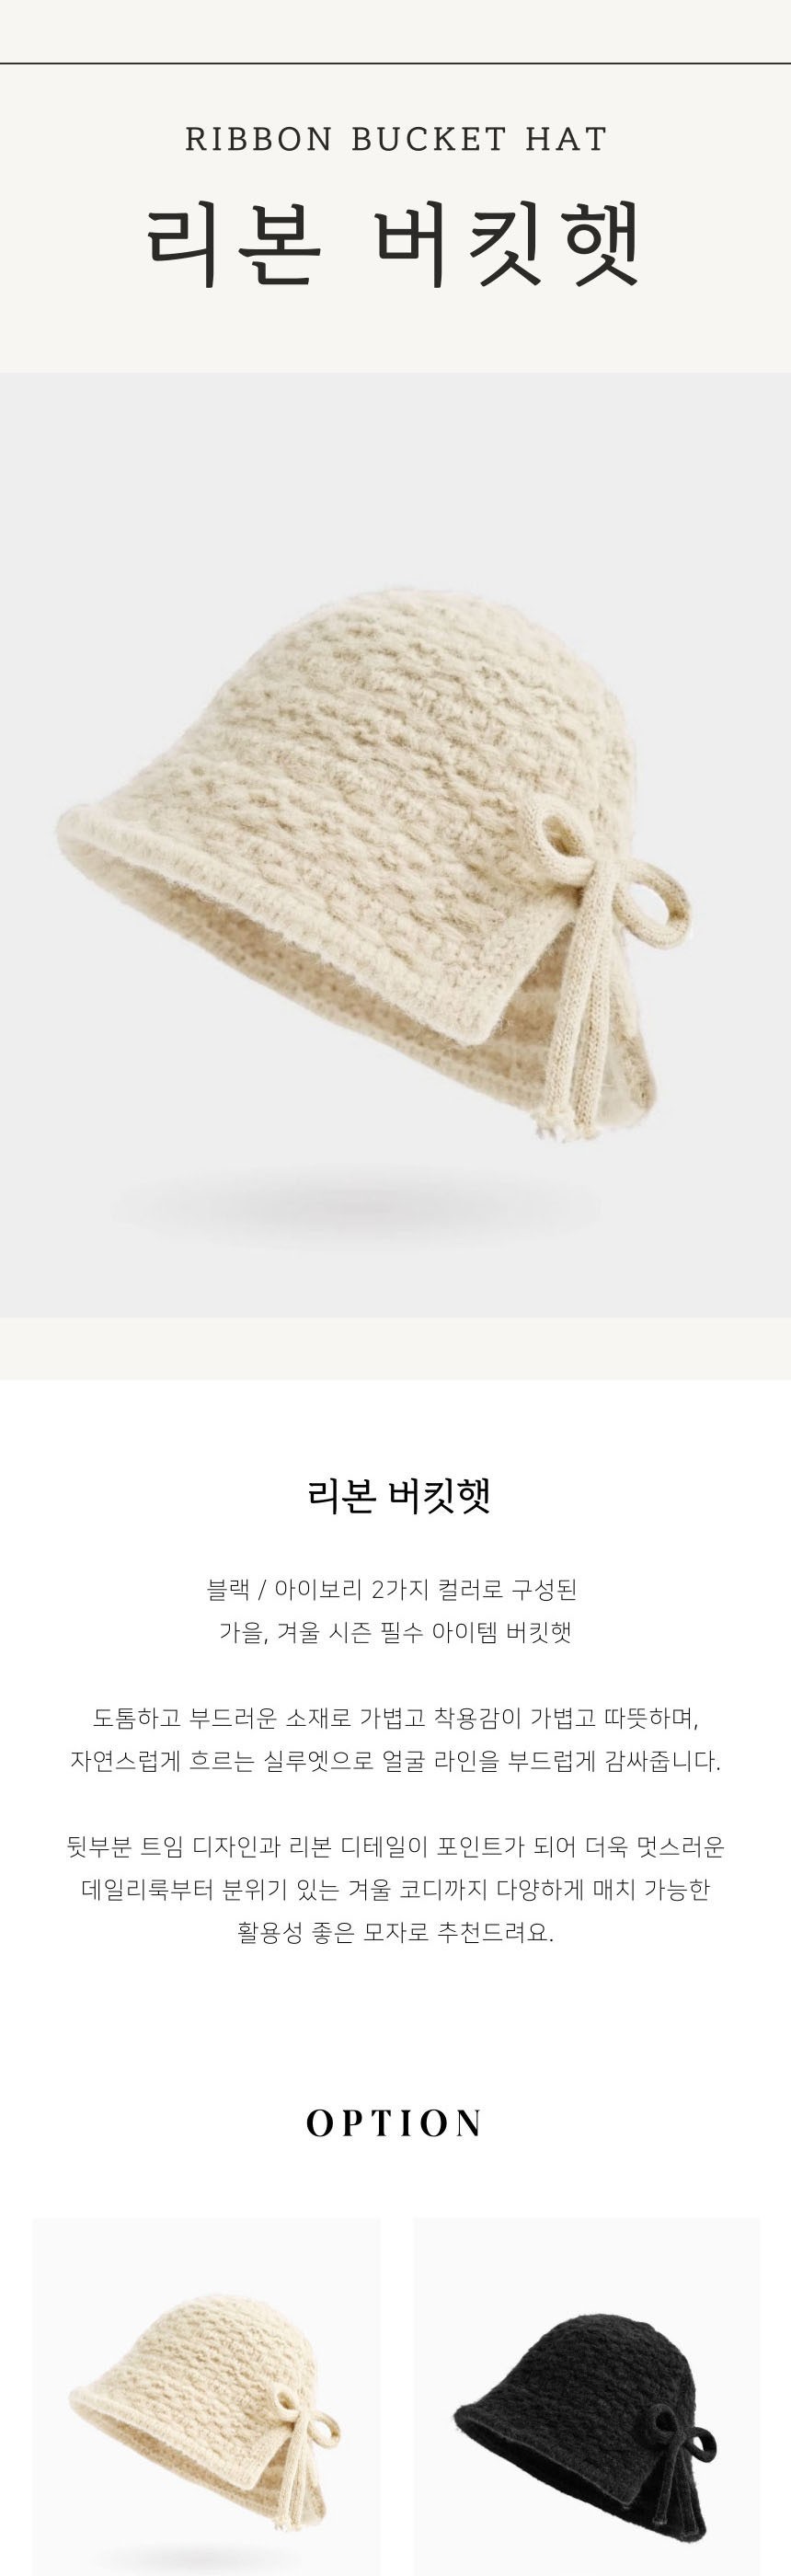 RIBBON BUCKET HAT
리본 버킷햇
리본 버킷햇
블랙 / 아이보리 2가지 컬러로 구성된
가을, 겨울 시즌 필수 아이템 버킷햇
도톰하고 부드러운 소재로 가볍고 착용감이 가볍고 따뜻하며,
자연스럽게 흐르는 실루엣으로 얼굴 라인을 부드럽게 감싸줍니다.
뒷부분 트임 디자인과 리본 디테일이 포인트가 되어 더욱 멋스러운
데일리룩부터 분위기 있는 겨울 코디까지 다양하게 매치 가능한
활용성 좋은 모자로 추천드려요.
OPTION